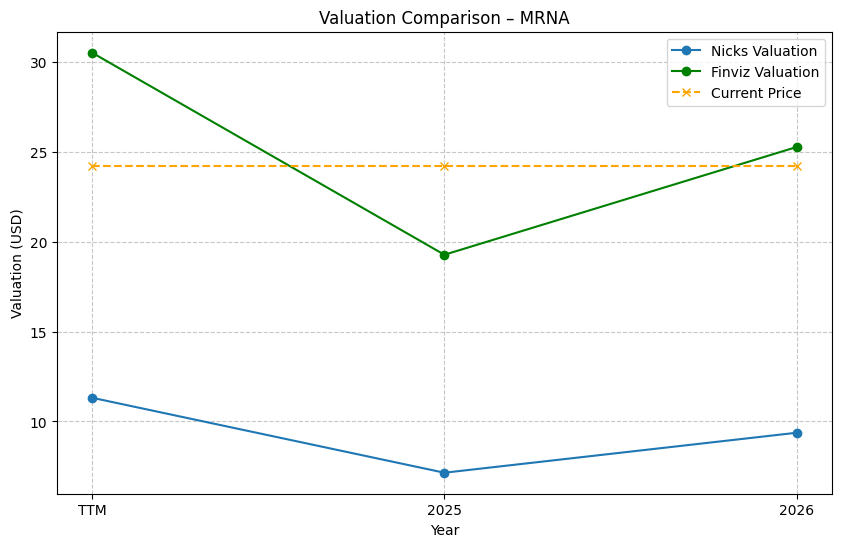 Valuation Comparison – MRNA
Nicks Valuation
Finviz Valuation
Current Price
Valuation (USD)
30
25
20
15
10
TTM
2025
2026
Year